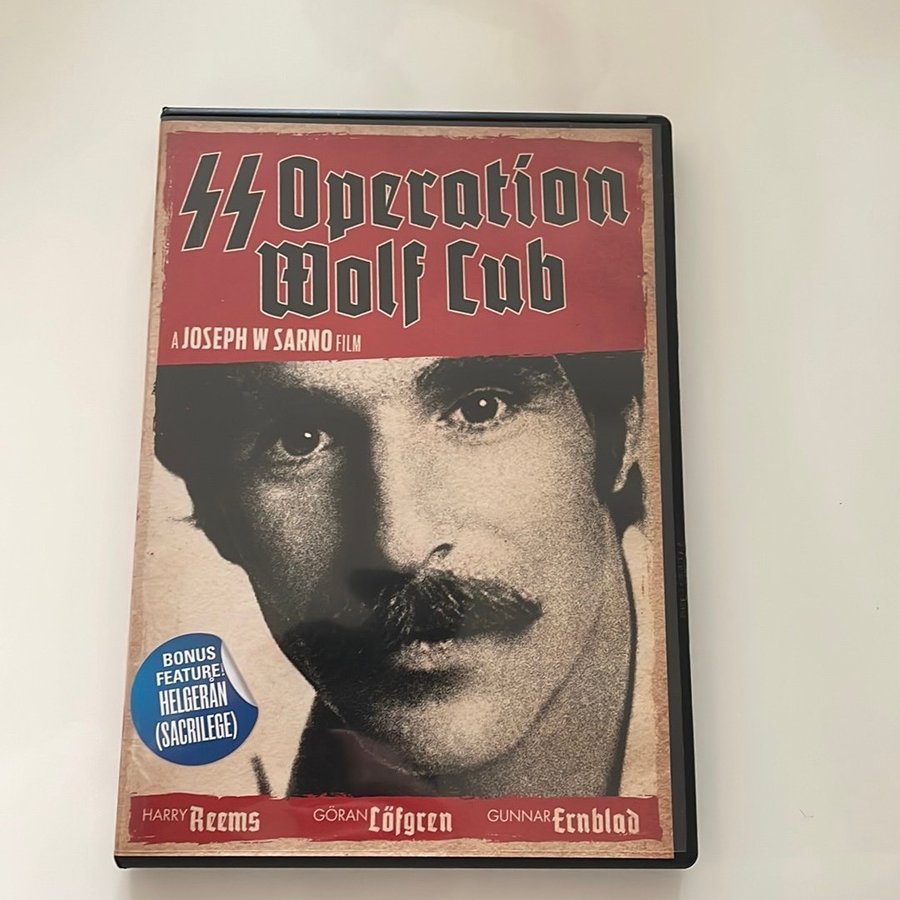 SS Operation
Wolf Cub
A JOSEPH W SARNO FILM
BONUS
FEATURE!
HELGERÅN
(SACRILEGE)
HARRY Reems GÖRAN Löfgren GUNNAR Ernblad